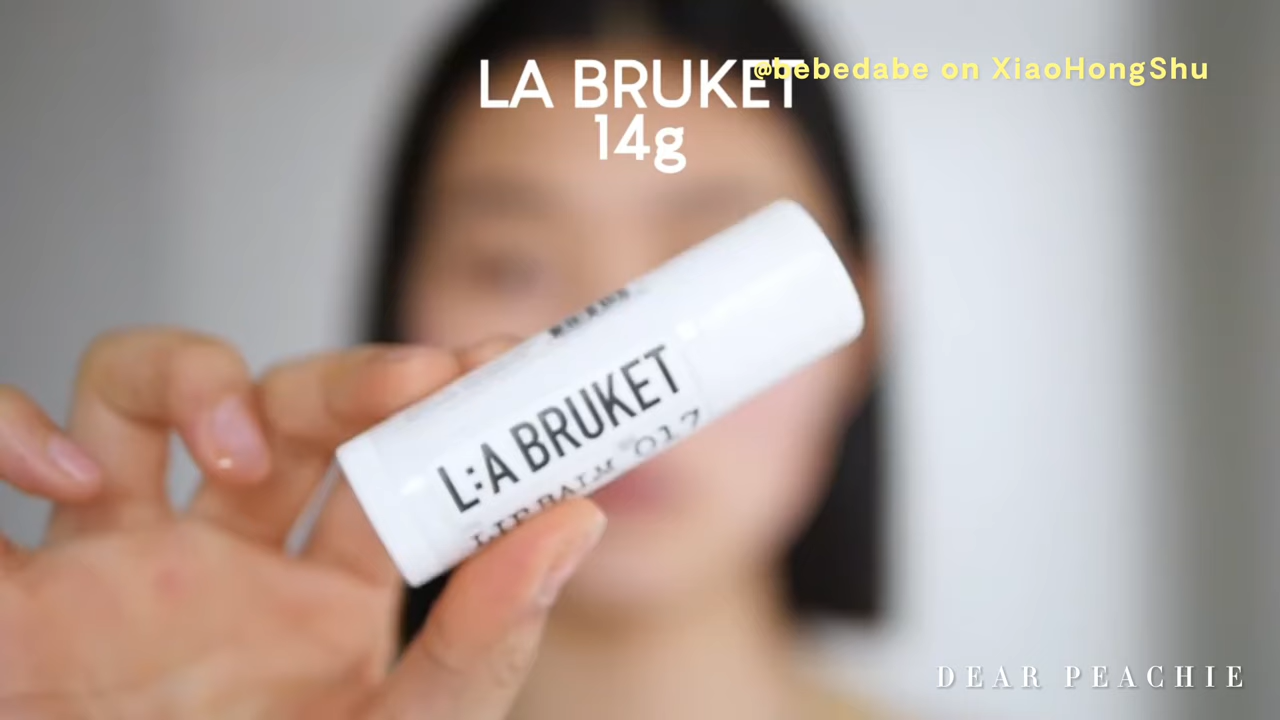 LA BRUKET
14g
@bebedabe on XiaoHongShu
L:A BRUKET
LIP BALM 017
DEAR PEACHIE